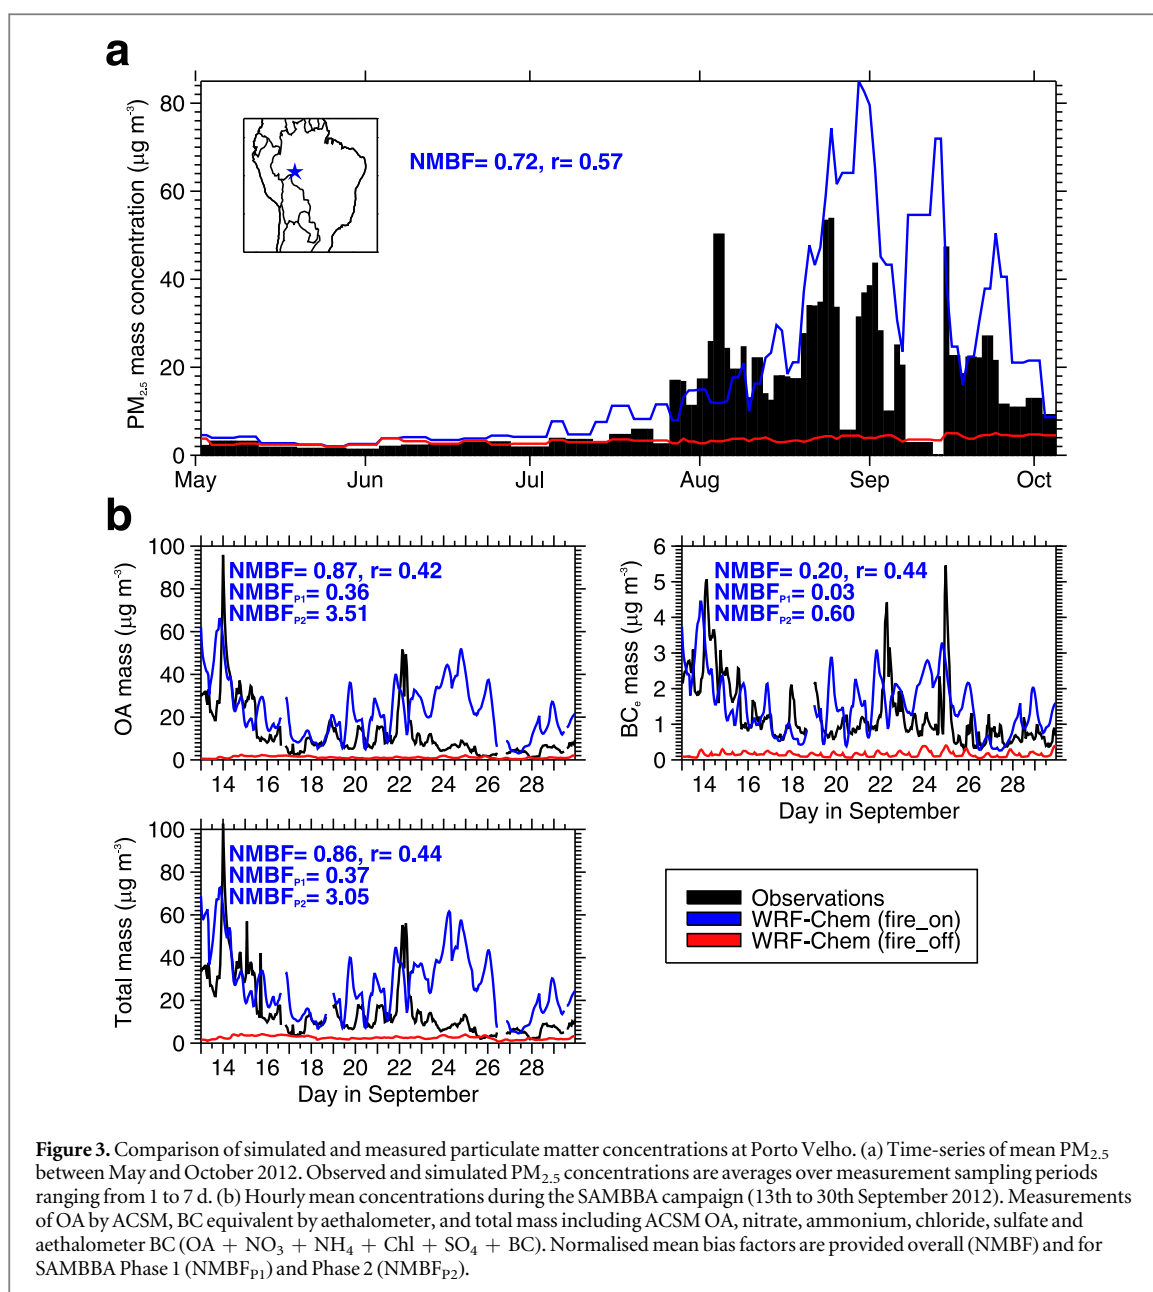 a
PM2.5 mass concentration (μg m-3)
80
60
40
20
0
NMBF= 0.72, r= 0.57
May Jun Jul Aug Sep Oct
b
OA mass (μg m-3)
100
80
60
40
20
0
NMBF= 0.87, r= 0.42
NMBFP1= 0.36
NMBFP2= 3.51
14 16 18 20 22 24 26 28
BCe mass (μg m-3)
6
5
4
3
2
1
0
NMBF= 0.20, r= 0.44
NMBFP1= 0.03
NMBFP2= 0.60
14 16 18 20 22 24 26 28
Day in September
Total mass (μg m-3)
100
80
60
40
20
0
NMBF= 0.86, r= 0.44
NMBFP1= 0.37
NMBFP2= 3.05
14 16 18 20 22 24 26 28
Day in September
Observations
WRF-Chem (fire_on)
WRF-Chem (fire_off)
Figure 3. Comparison of simulated and measured particulate matter concentrations at Porto Velho. (a) Time-series of mean PM2.5
between May and October 2012. Observed and simulated PM2.5 concentrations are averages over measurement sampling periods
ranging from 1 to 7 d. (b) Hourly mean concentrations during the SAMBBA campaign (13th to 30th September 2012). Measurements
of OA by ACSM, BC equivalent by aethalometer, and total mass including ACSM OA, nitrate, ammonium, chloride, sulfate and
aethalometer BC (OA + NO3 + NH4 + Chl + SO4 + BC). Normalised mean bias factors are provided overall (NMBF) and for
SAMBBA Phase 1 (NMBFP1) and Phase 2 (NMBFP2).